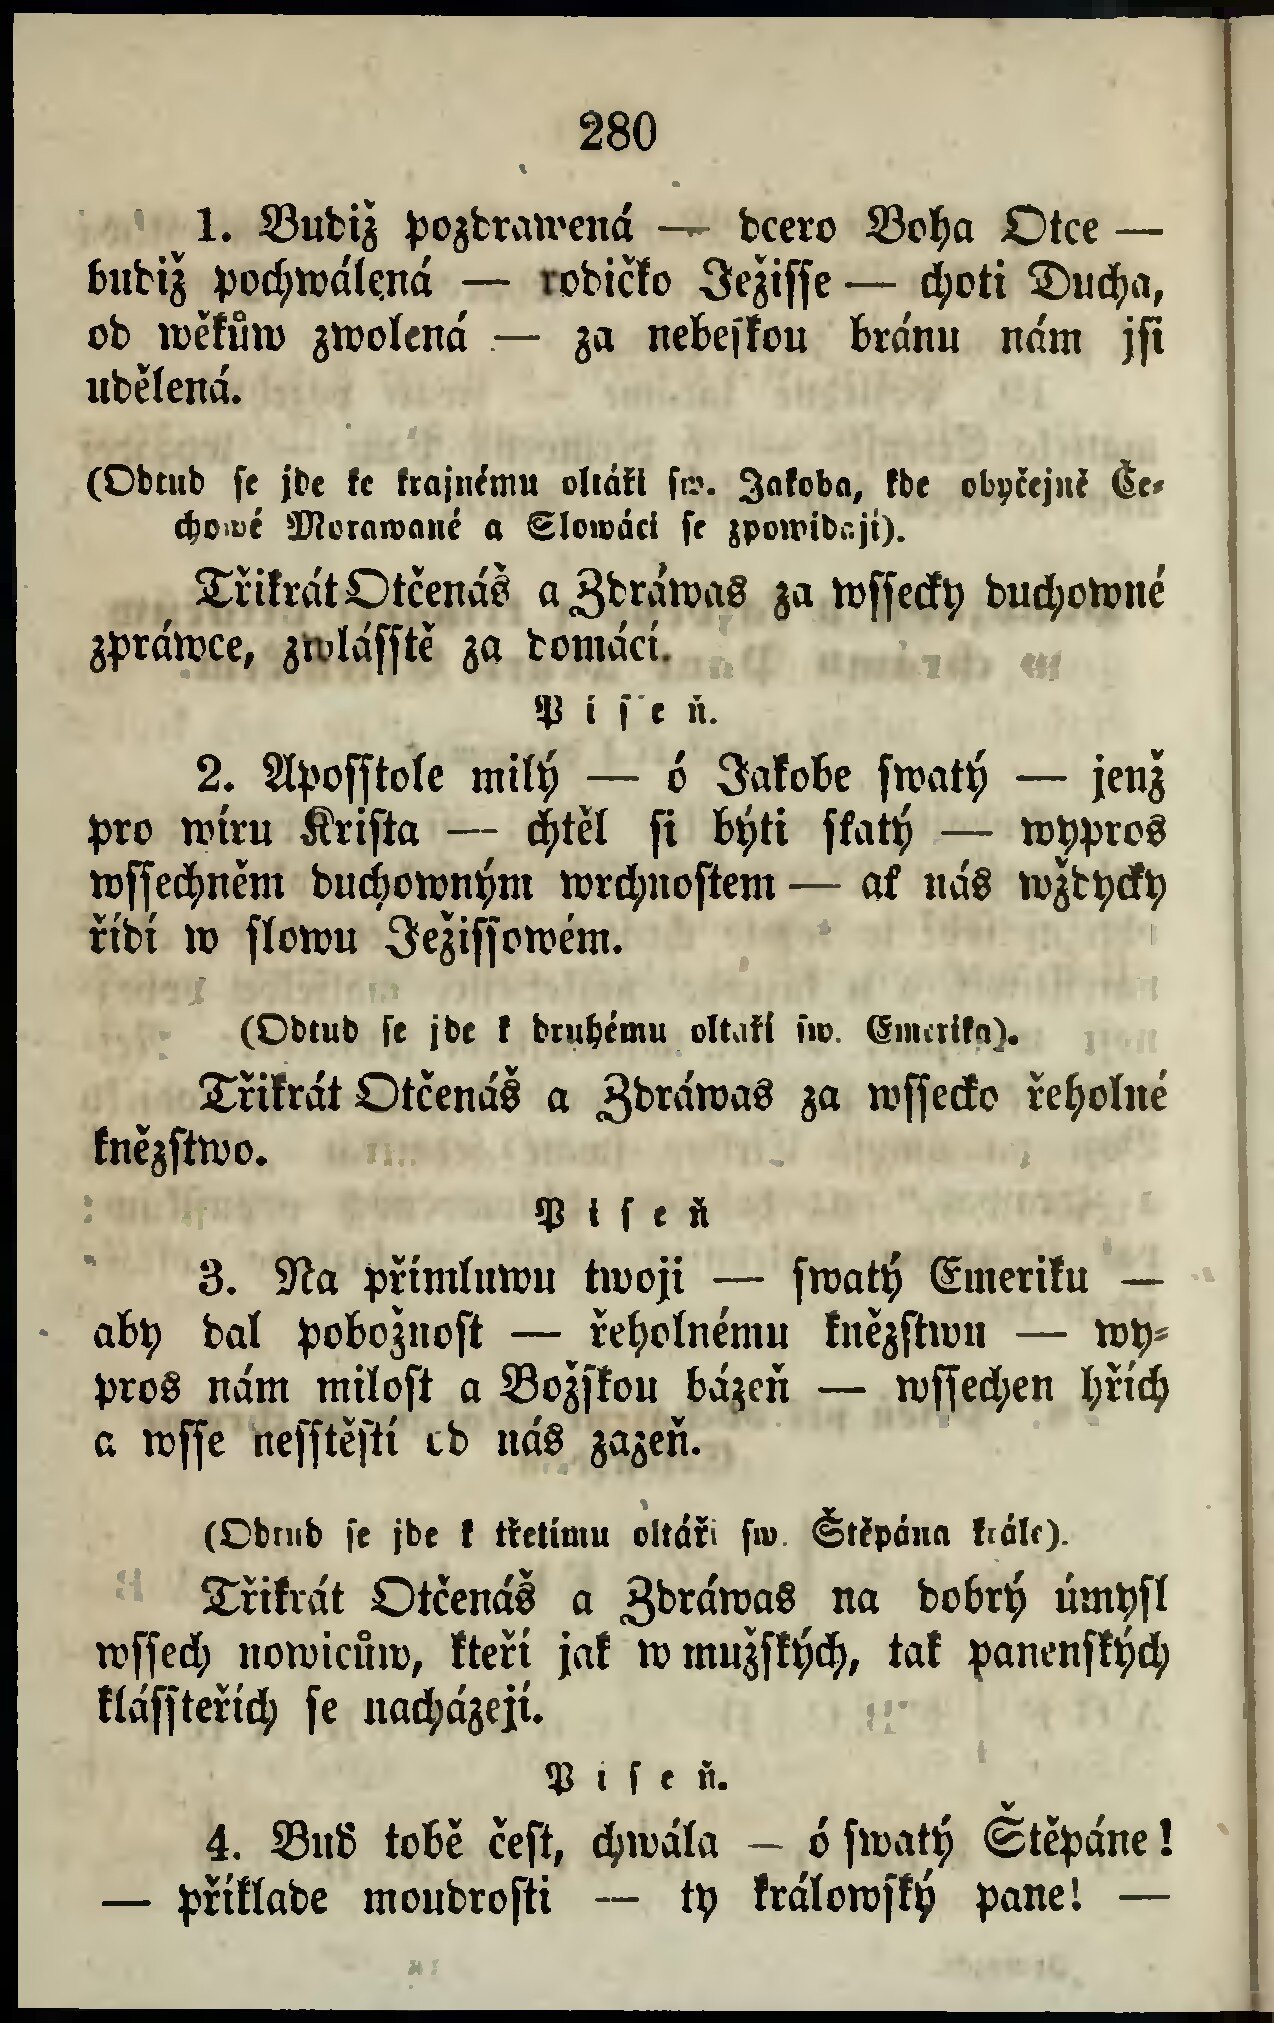 280
1. Budiž pozdrawená — dcero Boha Otce —
budiž pochwálená — rodičko Ježisse — choti Ducha,
od wěkůw zwolená — za nebeskou bránu nám jsi
udělená.
(Odtud se jde ke krajnému oltáři sw. Jakoba, kde obyčejně Če-
chowé Morawané a Slowáci se zpowidají).
Třikrát Otčenáš a Zdráwas za wssecky duchowné
zpráwce, zwlásstě za domácí.
Píseň.
2. Aposstole milý — ó Jakobe swatý — jenž
pro wíru Krista — chtěl si býti skatý — wypros
wssechněm duchowným wrchnostem — ak nás wždycky
řídí w slowu Ježissowém.
(Odtud se jde k druhému oltaří sw. Emerika).
Třikrát Otčenáš a Zdráwas za wssecko řeholné
kněžstwo.
Piseň
3. Na přímluwu twoji — swatý Emeriku —
aby dal pobožnost — řeholnému kněžstwu — wy-
pros nám milost a Božskou bázeň — wssechen hřích
a wsse nesstěstí od nás zažeň.
(Odtud se jde k třetímu oltáři sw. Štěpána krále).
Třikrát Otčenáš a Zdráwas na dobrý úmysl
wssech nowicůw, kteří jak w mužských, tak panenských
klássteřích se nacházejí.
Piseň.
4. Bud tobě čest, chwála — ó swatý Štěpáne!
— příklade moudrosti — ty králowský pane! —